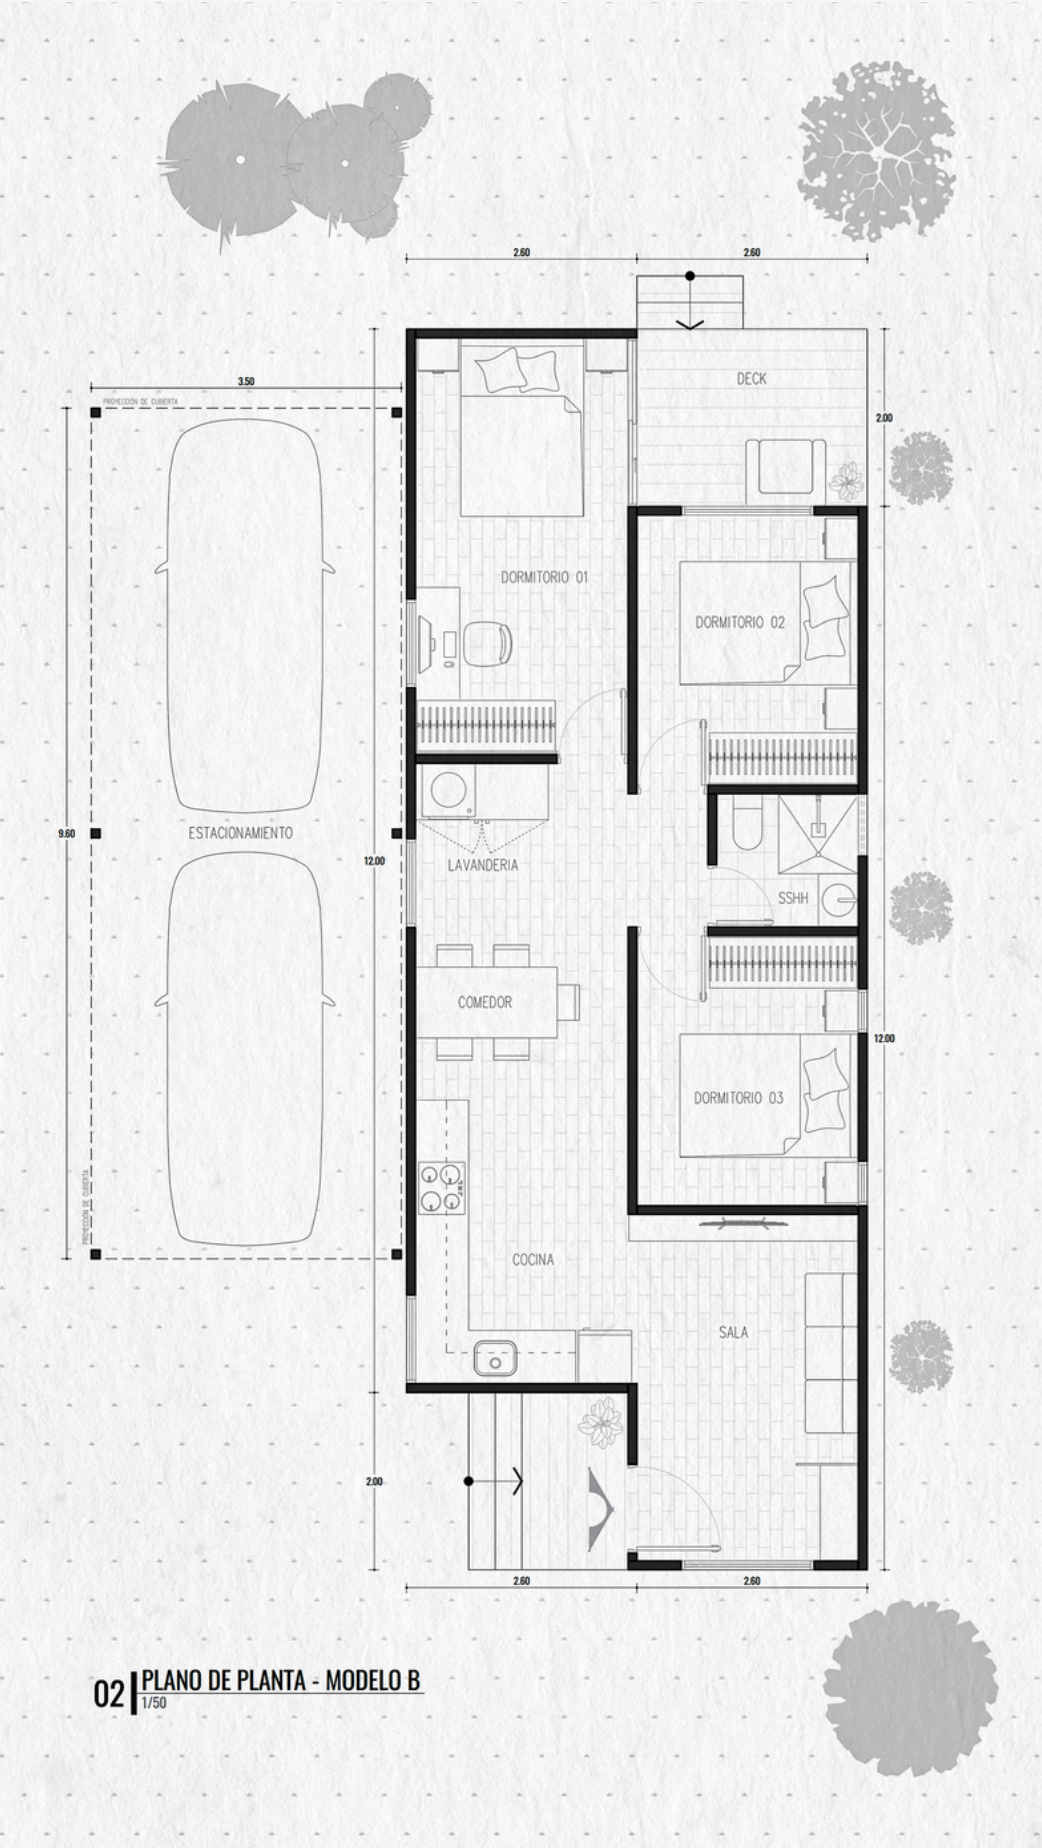 2.60
2.60
DECK
3.50
PROYECCIÓN DE CUBIERTA
2.00
DORMITORIO 01
DORMITORIO 02
9.60
ESTACIONAMIENTO
12.00
LAVANDERIA
SSHH
COMEDOR
12.00
DORMITORIO 03
PROYECCIÓN DE CUBIERTA
COCINA
SALA
2.00
2.60
2.60
02
PLANO DE PLANTA - MODELO B
1/50